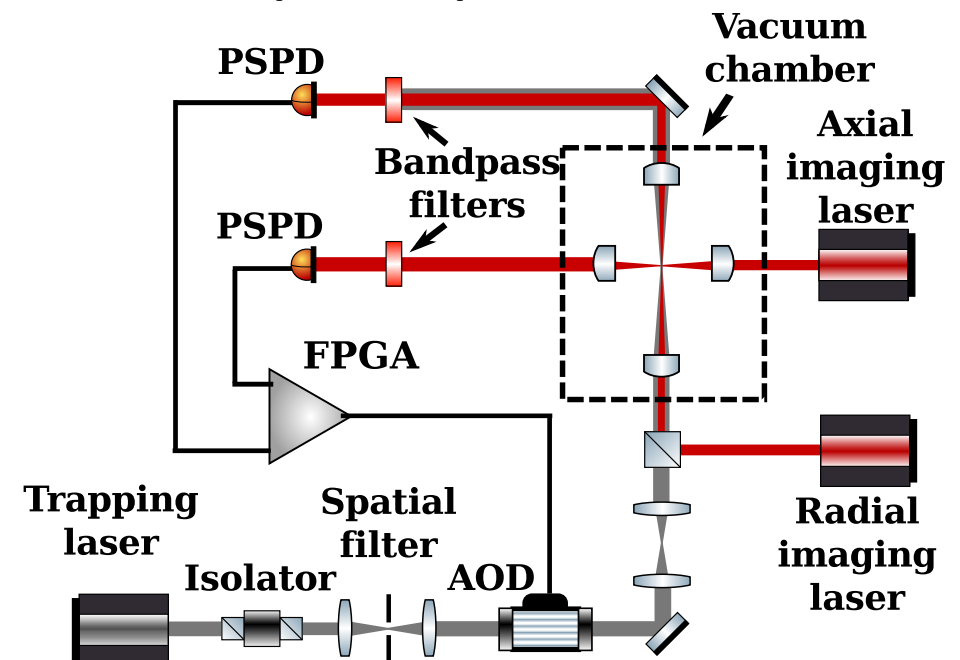 Vacuum
chamber
PSPD
Axial
imaging
laser
Bandpass
filters
PSPD
FPGA
Trapping
laser
Spatial
filter
Isolator
AOD
Radial
imaging
laser